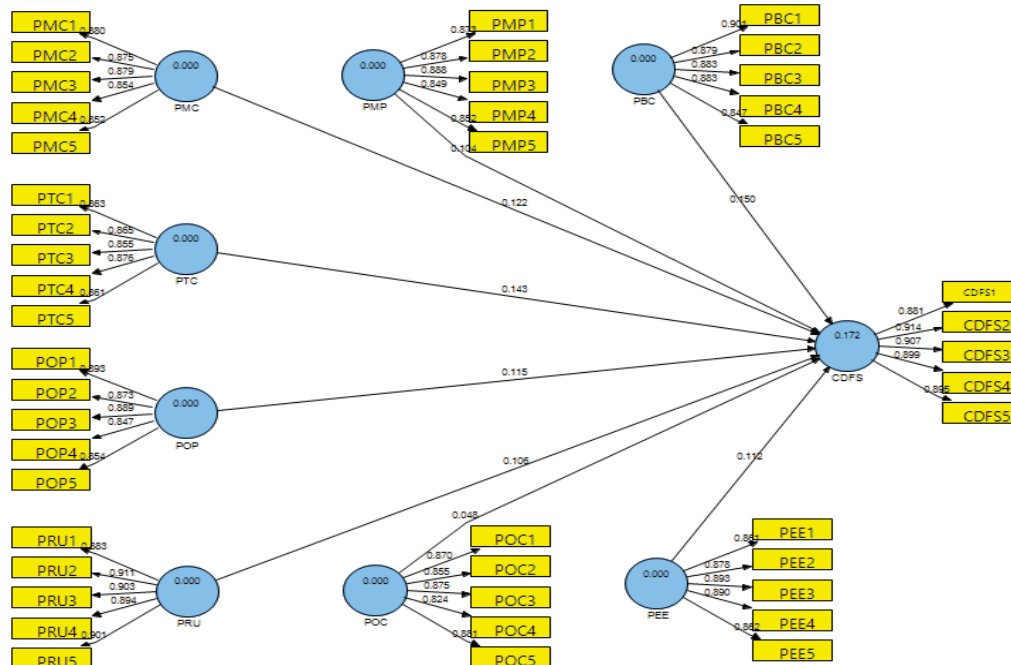 PMC1
PMC2
PMC3
PMC4
PMC5
0.880
0.875
0.879
0.854
0.852
0.000
PMC
PMP1
PMP2
PMP3
PMP4
PMP5
0.873
0.878
0.888
0.849
0.852
0.000
PMP
PBC1
PBC2
PBC3
PBC4
PBC5
0.901
0.879
0.883
0.883
0.847
0.000
PBC
0.104
0.122
0.150
PTC1
PTC2
PTC3
PTC4
PTC5
0.863
0.865
0.855
0.876
0.861
0.000
PTC
0.143
CDFS1
CDFS2
CDFS3
CDFS4
CDFS5
0.881
0.914
0.907
0.899
0.895
0.172
CDFS
POP1
POP2
POP3
POP4
POP5
0.893
0.873
0.889
0.847
0.854
0.000
POP
0.115
0.106
0.112
0.048
PRU1
PRU2
PRU3
PRU4
PRU5
0.883
0.911
0.903
0.894
0.901
0.000
PRU
POC1
POC2
POC3
POC4
POC5
0.870
0.855
0.875
0.824
0.881
0.000
POC
PEE1
PEE2
PEE3
PEE4
PEE5
0.881
0.878
0.893
0.890
0.862
0.000
PEE